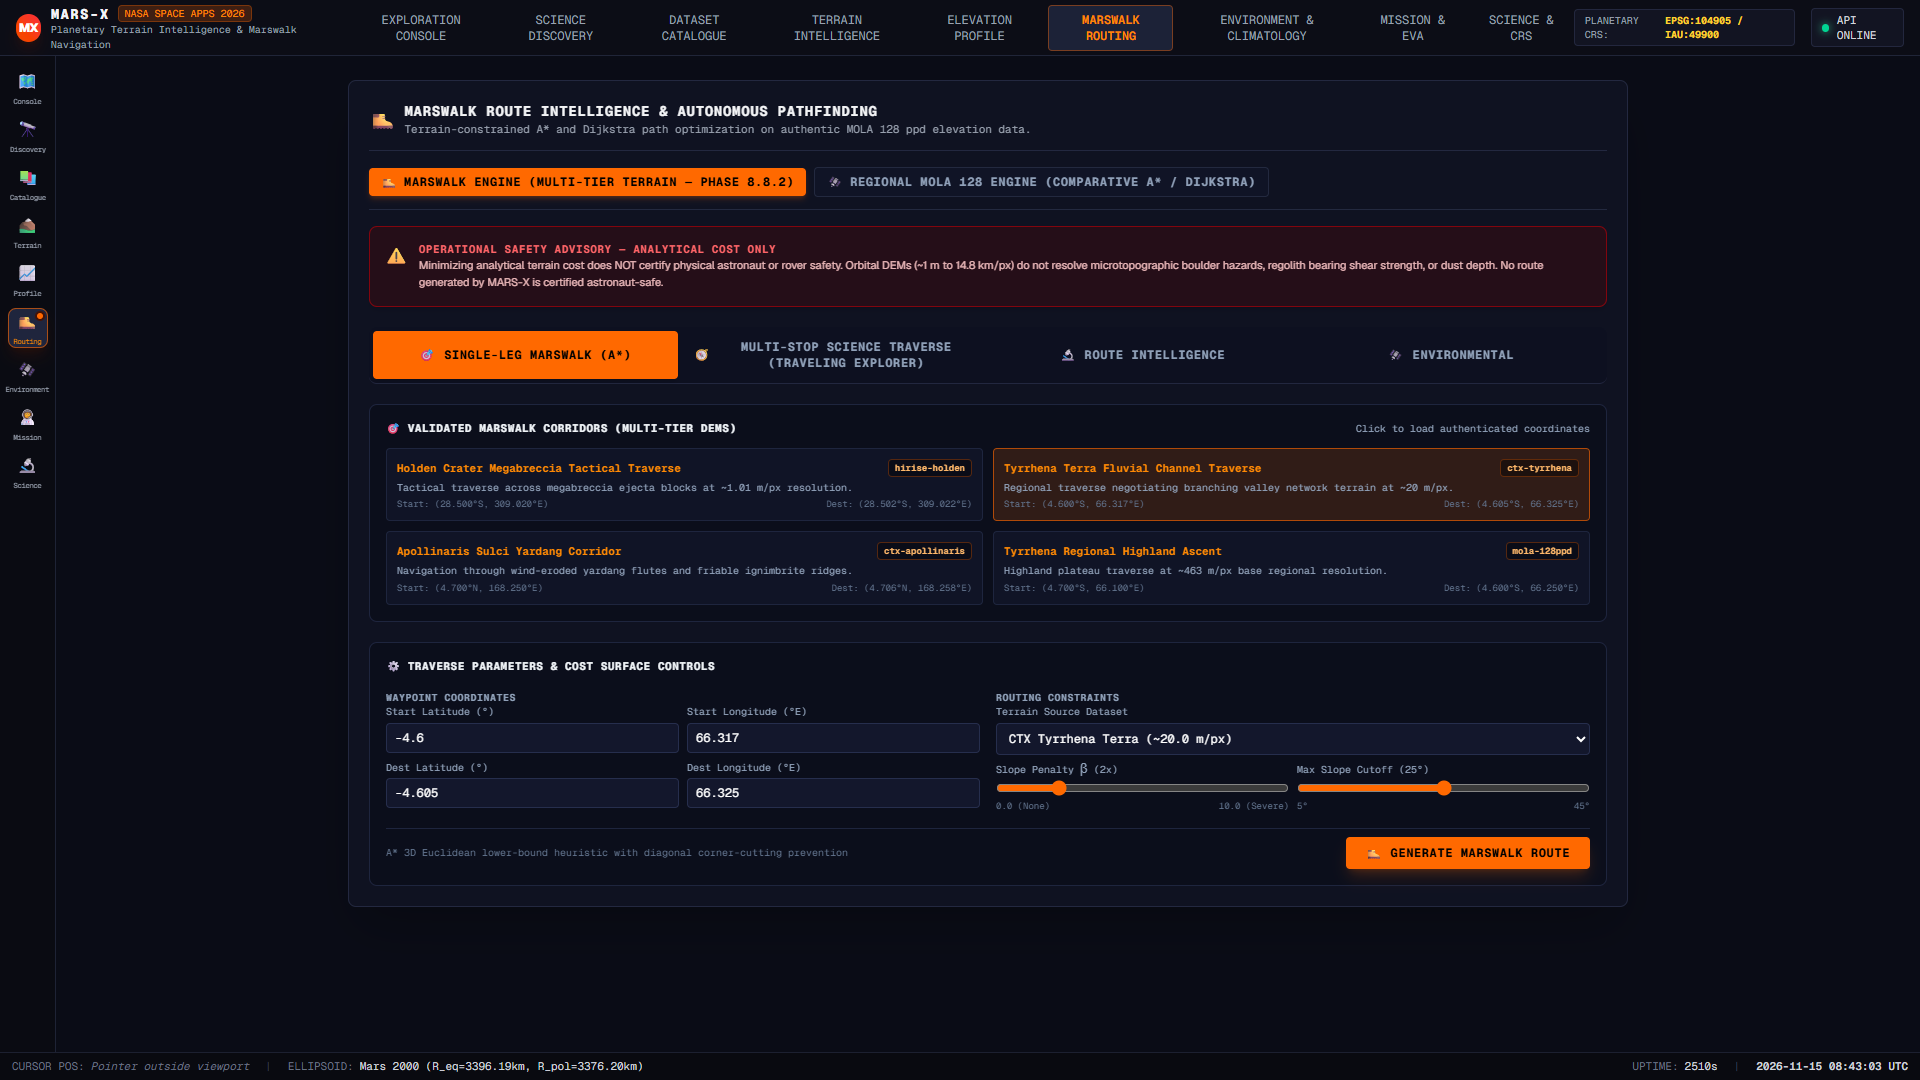 MX
MARS-X NASA SPACE APPS 2026
Planetary Terrain Intelligence & Marswalk
Navigation
EXPLORATION
CONSOLE
SCIENCE
DISCOVERY
DATASET
CATALOGUE
TERRAIN
INTELLIGENCE
ELEVATION
PROFILE
MARSWALK
ROUTING
ENVIRONMENT &
CLIMATOLOGY
MISSION &
EVA
SCIENCE &
CRS
PLANETARY
CRS:
EPSG:104905 /
IAU:49900
API
ONLINE
Console
Discovery
Catalogue
Terrain
Profile
Routing
Environment
Mission
Science
MARSWALK ROUTE INTELLIGENCE & AUTONOMOUS PATHFINDING
Terrain-constrained A* and Dijkstra path optimization on authentic MOLA 128 ppd elevation data.
MARSWALK ENGINE (MULTI-TIER TERRAIN — PHASE 8.8.2)
REGIONAL MOLA 128 ENGINE (COMPARATIVE A* / DIJKSTRA)
OPERATIONAL SAFETY ADVISORY — ANALYTICAL COST ONLY
Minimizing analytical terrain cost does NOT certify physical astronaut or rover safety. Orbital DEMs (~1 m to 14.8 km/px) do not resolve microtopographic boulder hazards, regolith bearing shear strength, or dust depth. No route
generated by MARS-X is certified astronaut-safe.
SINGLE-LEG MARSWALK (A*)
MULTI-STOP SCIENCE TRAVERSE
(TRAVELING EXPLORER)
ROUTE INTELLIGENCE
ENVIRONMENTAL
VALIDATED MARSWALK CORRIDORS (MULTI-TIER DEMS)
Click to load authenticated coordinates
Holden Crater Megabreccia Tactical Traverse hirise-holden
Tactical traverse across megabreccia ejecta blocks at ~1.01 m/px resolution.
Start: (28.500°S, 309.020°E) Dest: (28.502°S, 309.022°E)
Tyrrhena Terra Fluvial Channel Traverse ctx-tyrrhena
Regional traverse negotiating branching valley network terrain at ~20 m/px.
Start: (4.600°S, 66.317°E) Dest: (4.605°S, 66.325°E)
Apollinaris Sulci Yardang Corridor ctx-apollinaris
Navigation through wind-eroded yardang flutes and friable ignimbrite ridges.
Start: (4.700°N, 168.250°E) Dest: (4.706°N, 168.258°E)
Tyrrhena Regional Highland Ascent mola-128ppd
Highland plateau traverse at ~463 m/px base regional resolution.
Start: (4.700°S, 66.100°E) Dest: (4.600°S, 66.250°E)
TRAVERSE PARAMETERS & COST SURFACE CONTROLS
WAYPOINT COORDINATES
Start Latitude (°) Start Longitude (°E)
-4.6 66.317
Dest Latitude (°) Dest Longitude (°E)
-4.605 66.325
ROUTING CONSTRAINTS
Terrain Source Dataset
CTX Tyrrhena Terra (~20.0 m/px)
Slope Penalty β (2x) Max Slope Cutoff (25°)
0.0 (None) 10.0 (Severe) 5° 45°
A* 3D Euclidean lower-bound heuristic with diagonal corner-cutting prevention
GENERATE MARSWALK ROUTE
CURSOR POS: Pointer outside viewport | ELLIPSOID: Mars 2000 (R_eq=3396.19km, R_pol=3376.20km)
UPTIME: 2510s | 2026-11-15 08:43:03 UTC